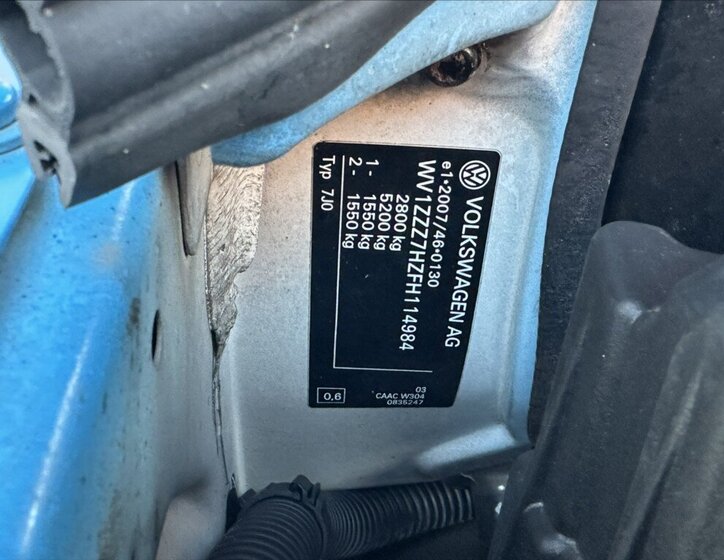 VOLKSWAGEN AG
e1*2007/46*0130
WV1ZZZ7HZFH114984
2800 kg
5200 kg
1 - 1550 kg
2 - 1550 kg
Typ 7J0
03
CAAC W304
0835247
0,6